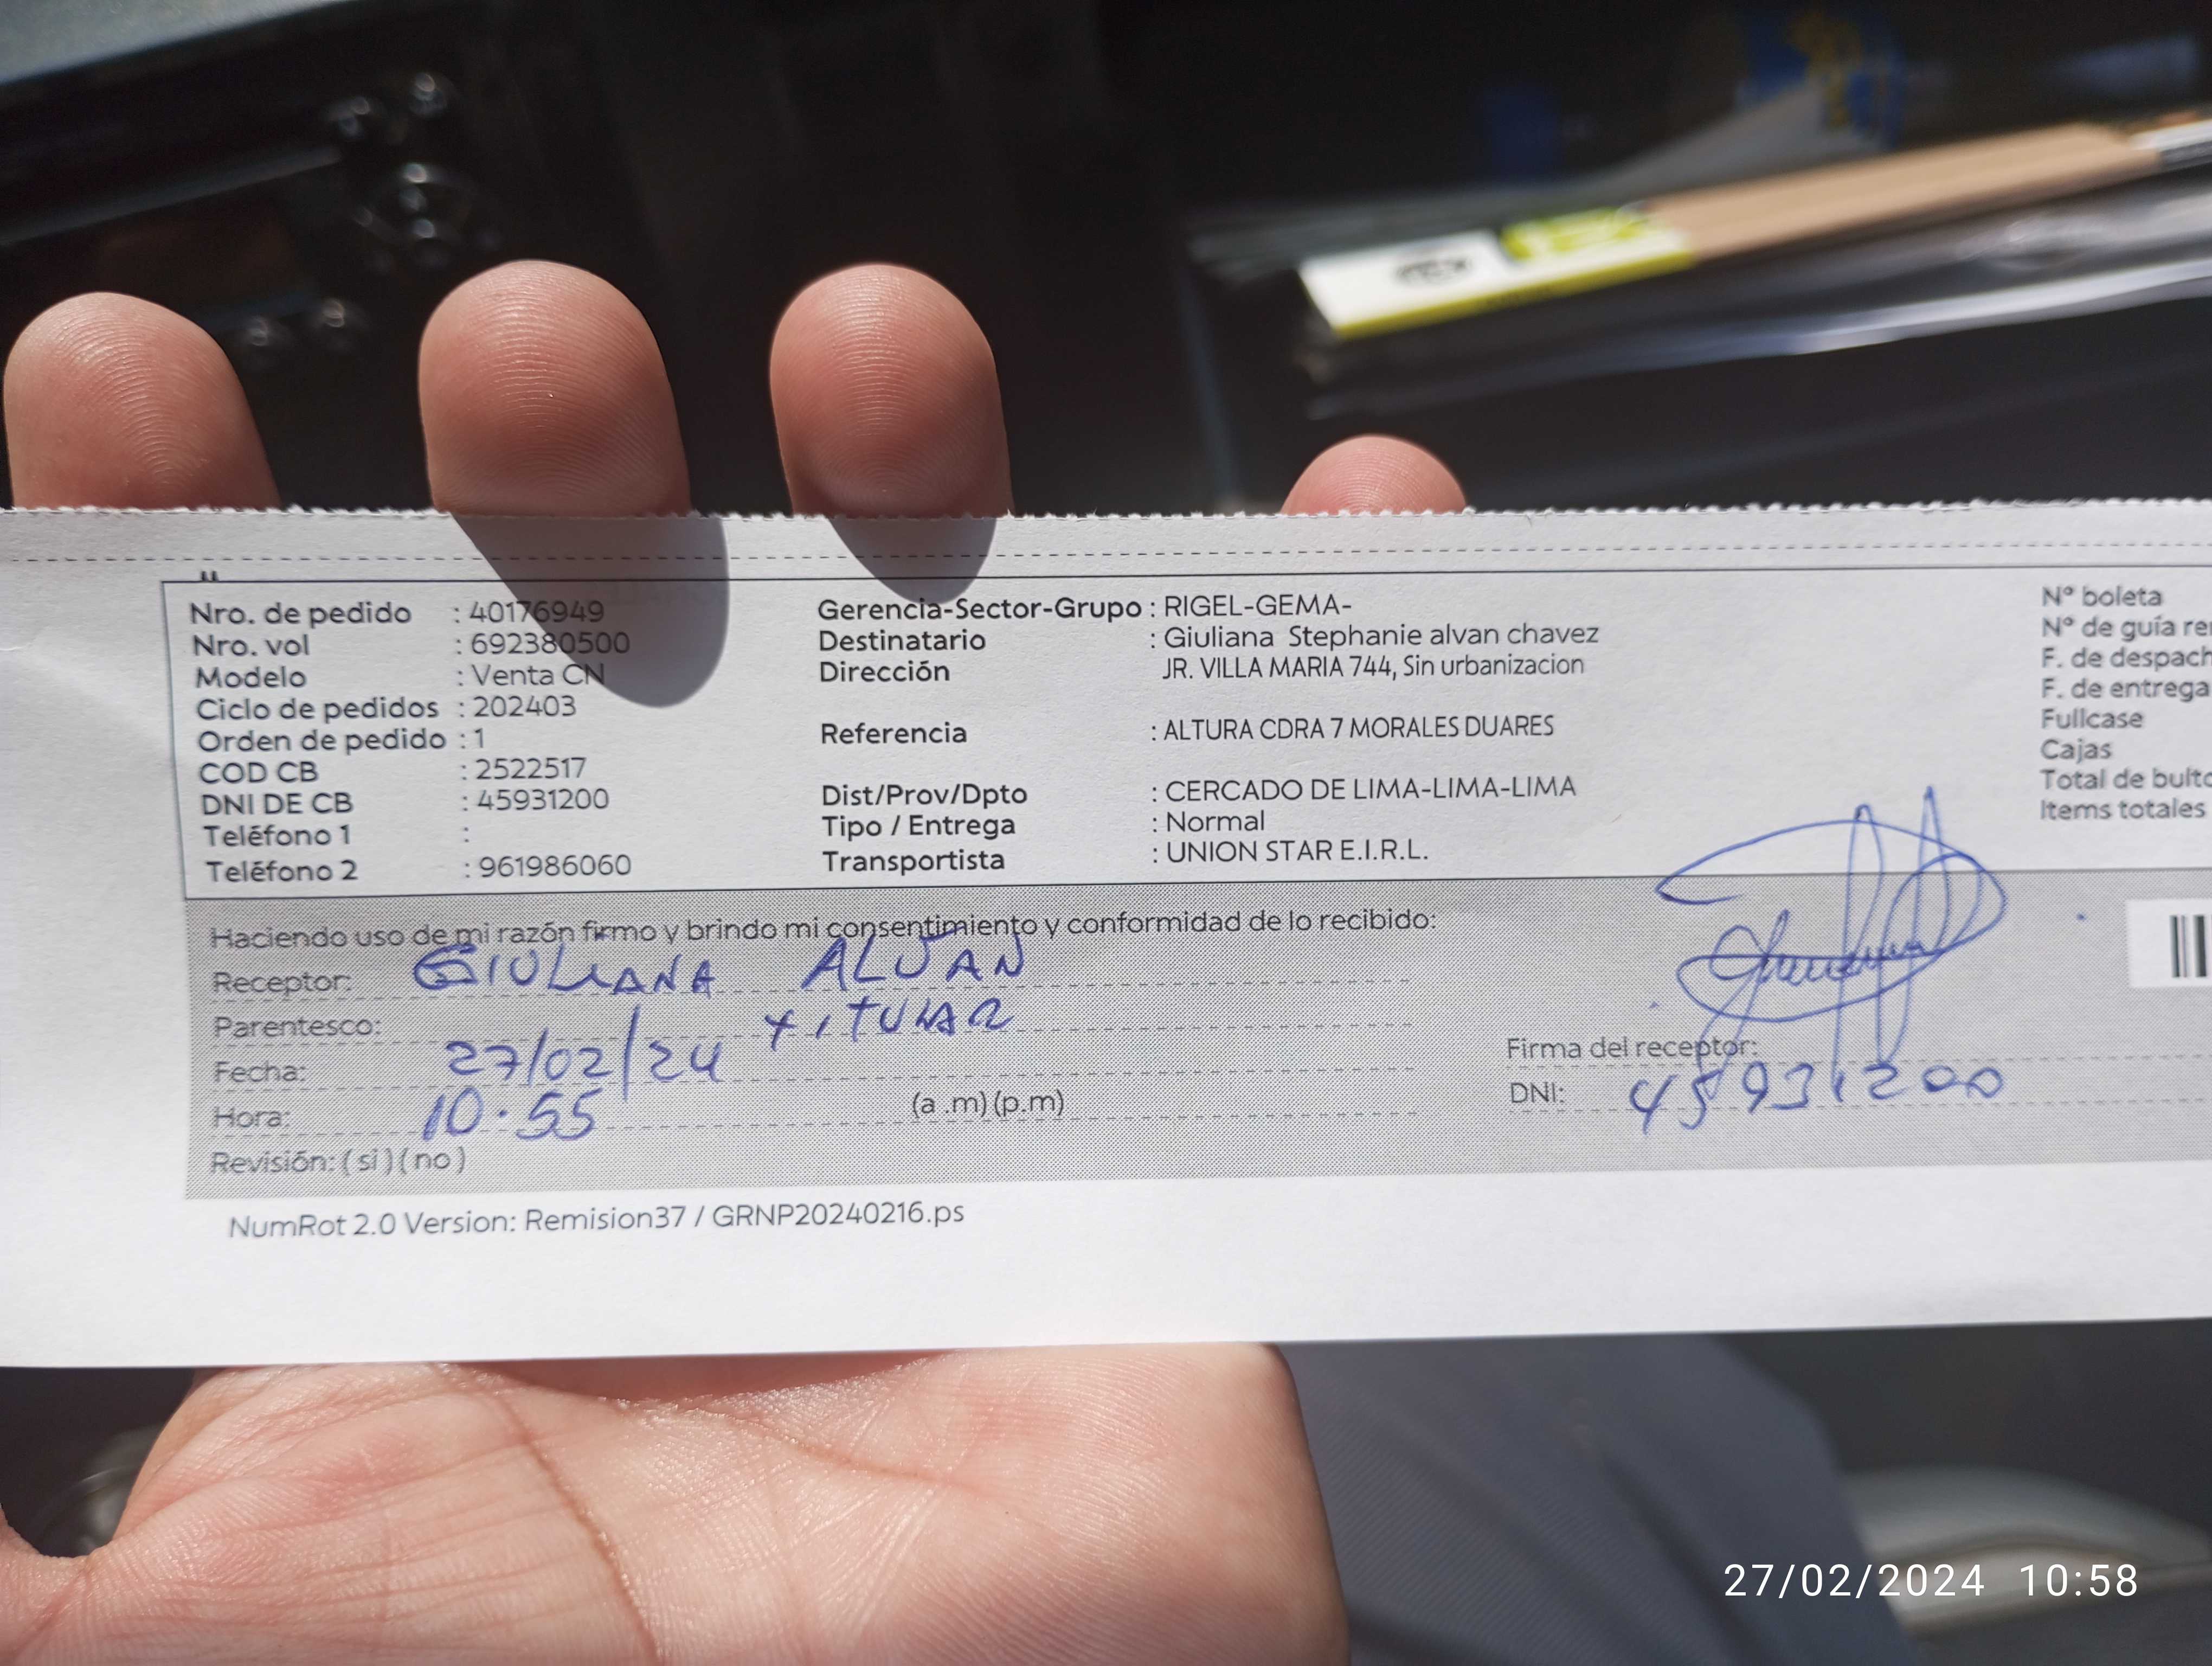 Nro. de pedido : 40176949
Nro. vol : 692380500
Modelo : Venta CN
Ciclo de pedidos : 202403
Orden de pedido : 1
COD CB : 2522517
DNI DE CB : 45931200
Teléfono 1 :
Teléfono 2 : 961986060
Gerencia-Sector-Grupo : RIGEL-GEMA-
Destinatario : Giuliana Stephanie alvan chavez
Dirección JR. VILLA MARIA 744, Sin urbanizacion
Referencia : ALTURA CDRA 7 MORALES DUARES
Dist/Prov/Dpto : CERCADO DE LIMA-LIMA-LIMA
Tipo / Entrega : Normal
Transportista : UNION STAR E.I.R.L.
N° boleta
N° de guía
F. de
F. de entrega
Fullcase
Cajas
Total de
Items totales
Haciendo uso de mi razón firmo y brindo mi consentimiento y conformidad de lo recibido:
Receptor: GIULIANA ALVAN
Parentesco: TITULAR
Fecha: 27/02/24
Hora: 10:55 (a .m) (p.m)
Revisión: ( si ) ( no )
Firma del receptor:
DNI: 45931200
NumRot 2.0 Version: Remision37 / GRNP20240216.ps
27/02/2024 10:58